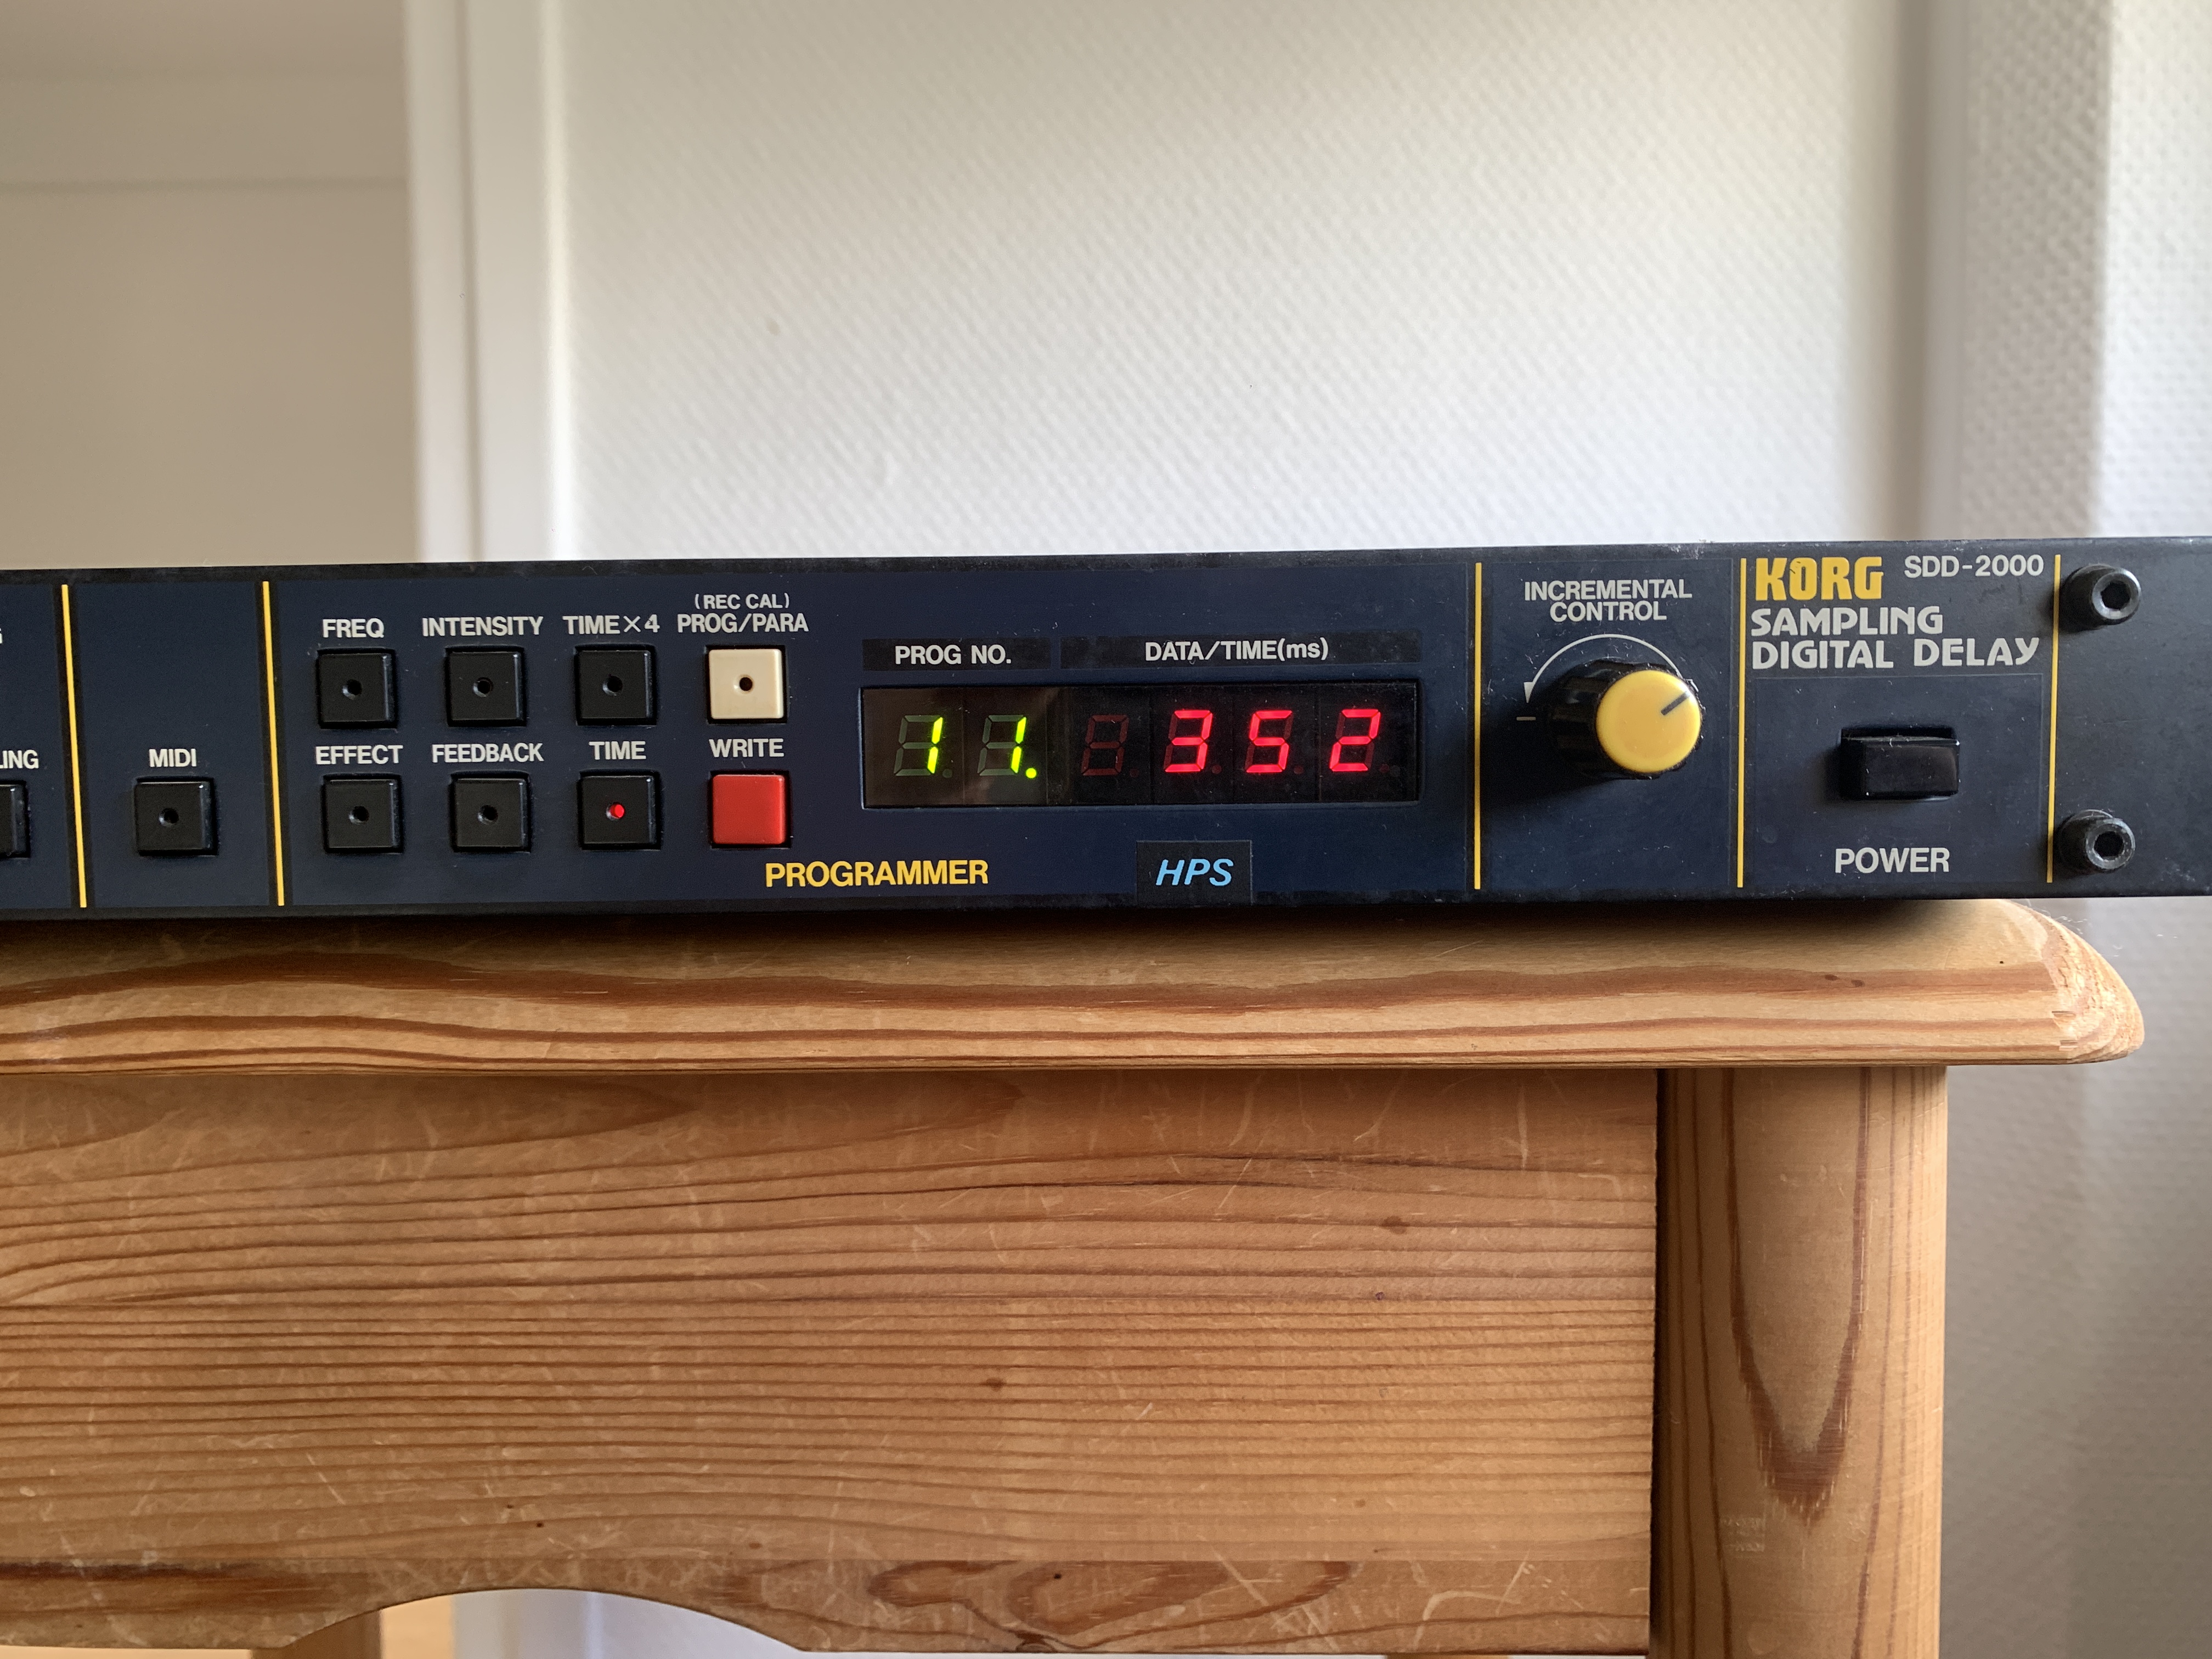 MIDI
FREQ
INTENSITY
TIME×4
(REC CAL)
PROG/PARA
EFFECT
FEEDBACK
TIME
WRITE
PROGRAMMER
PROG NO.
DATA/TIME(ms)
11.
352
HPS
INCREMENTAL
CONTROL
−
KORG SDD-2000
SAMPLING
DIGITAL DELAY
POWER